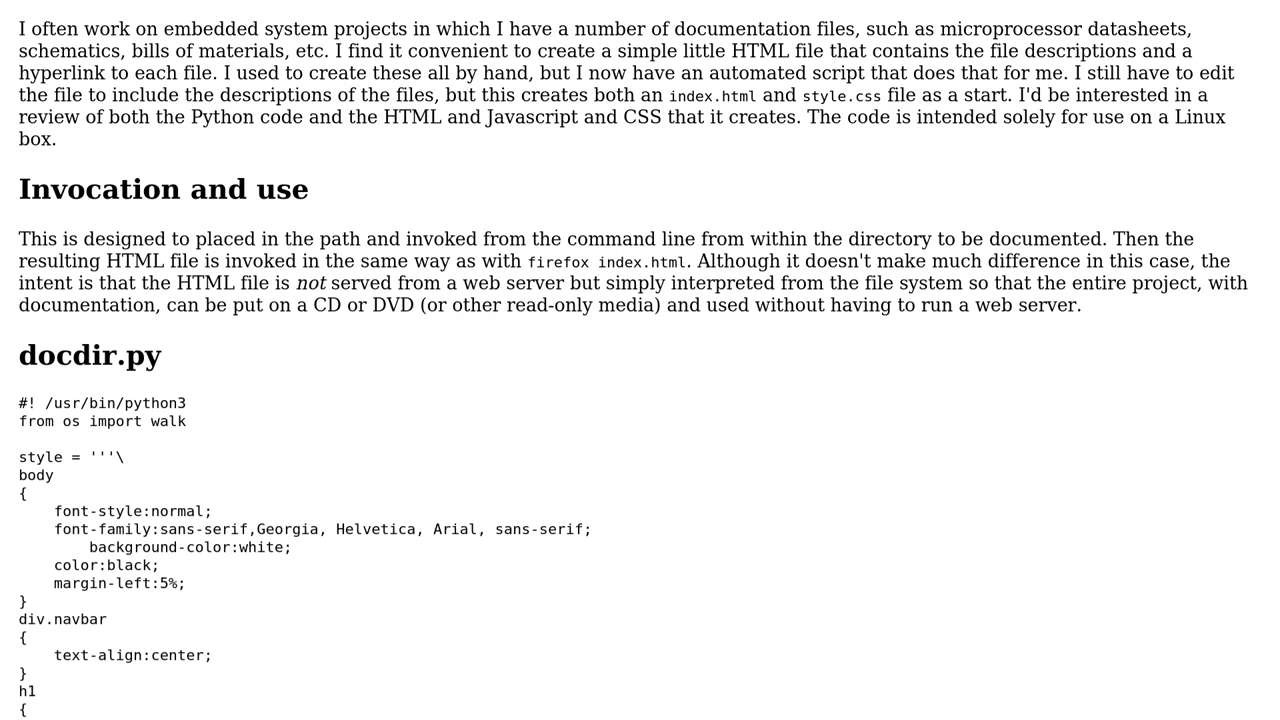 I often work on embedded system projects in which I have a number of documentation files, such as microprocessor datasheets,
schematics, bills of materials, etc. I find it convenient to create a simple little HTML file that contains the file descriptions and a
hyperlink to each file. I used to create these all by hand, but I now have an automated script that does that for me. I still have to edit
the file to include the descriptions of the files, but this creates both an index.html and style.css file as a start. I'd be interested in a
review of both the Python code and the HTML and Javascript and CSS that it creates. The code is intended solely for use on a Linux
box.
Invocation and use
This is designed to placed in the path and invoked from the command line from within the directory to be documented. Then the
resulting HTML file is invoked in the same way as with firefox index.html. Although it doesn't make much difference in this case, the
intent is that the HTML file is not served from a web server but simply interpreted from the file system so that the entire project, with
documentation, can be put on a CD or DVD (or other read-only media) and used without having to run a web server.
docdir.py
#! /usr/bin/python3
from os import walk
style = '''\
body
{
    font-style:normal;
    font-family:sans-serif,Georgia, Helvetica, Arial, sans-serif;
        background-color:white;
    color:black;
    margin-left:5%;
}
div.navbar
{
    text-align:center;
}
h1
{